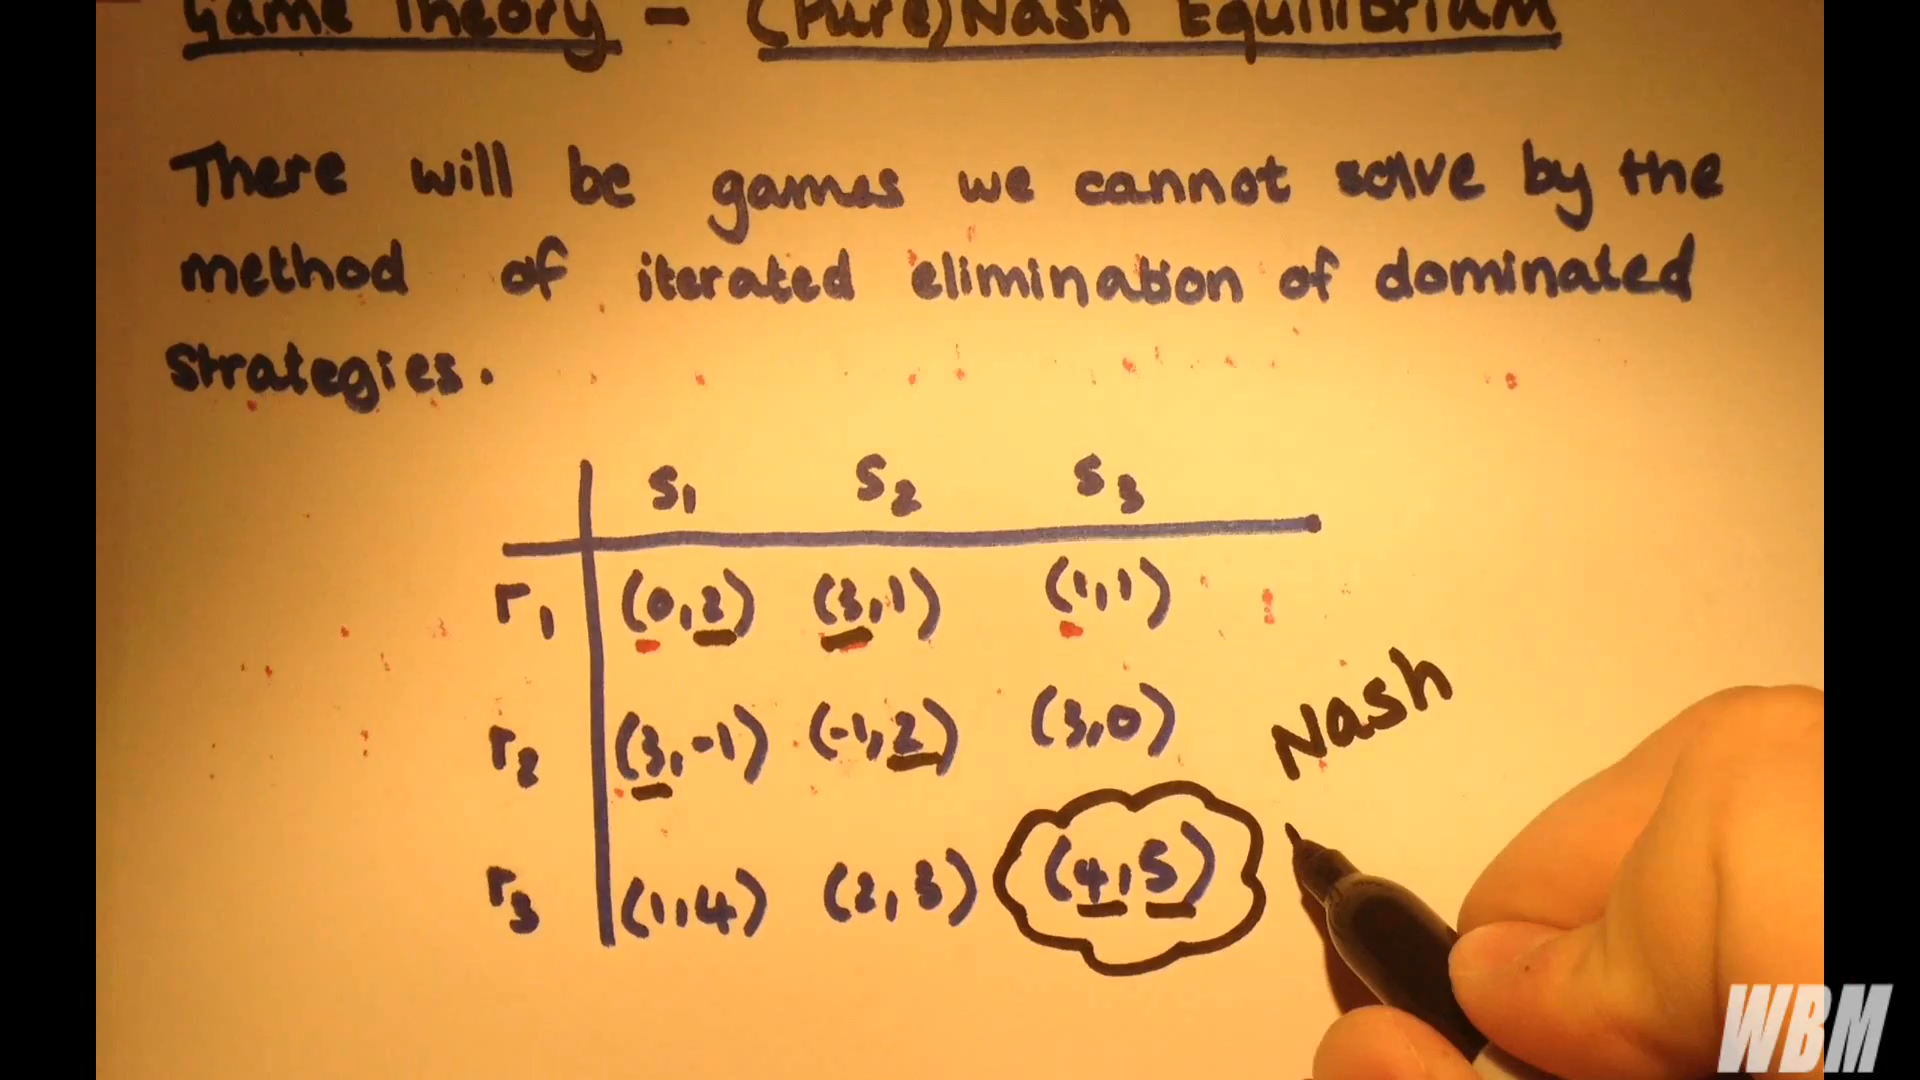 Game Theory - (Pure) Nash Equilibrium
There will be games we cannot solve by the
method of iterated elimination of dominated
strategies.
S1 S2 S3
r1 (0,2) (3,1) (1,1)
r2 (3,-1) (-1,2) (3,0)
r3 (1,4) (2,3) (4,5)
Nash
WBM